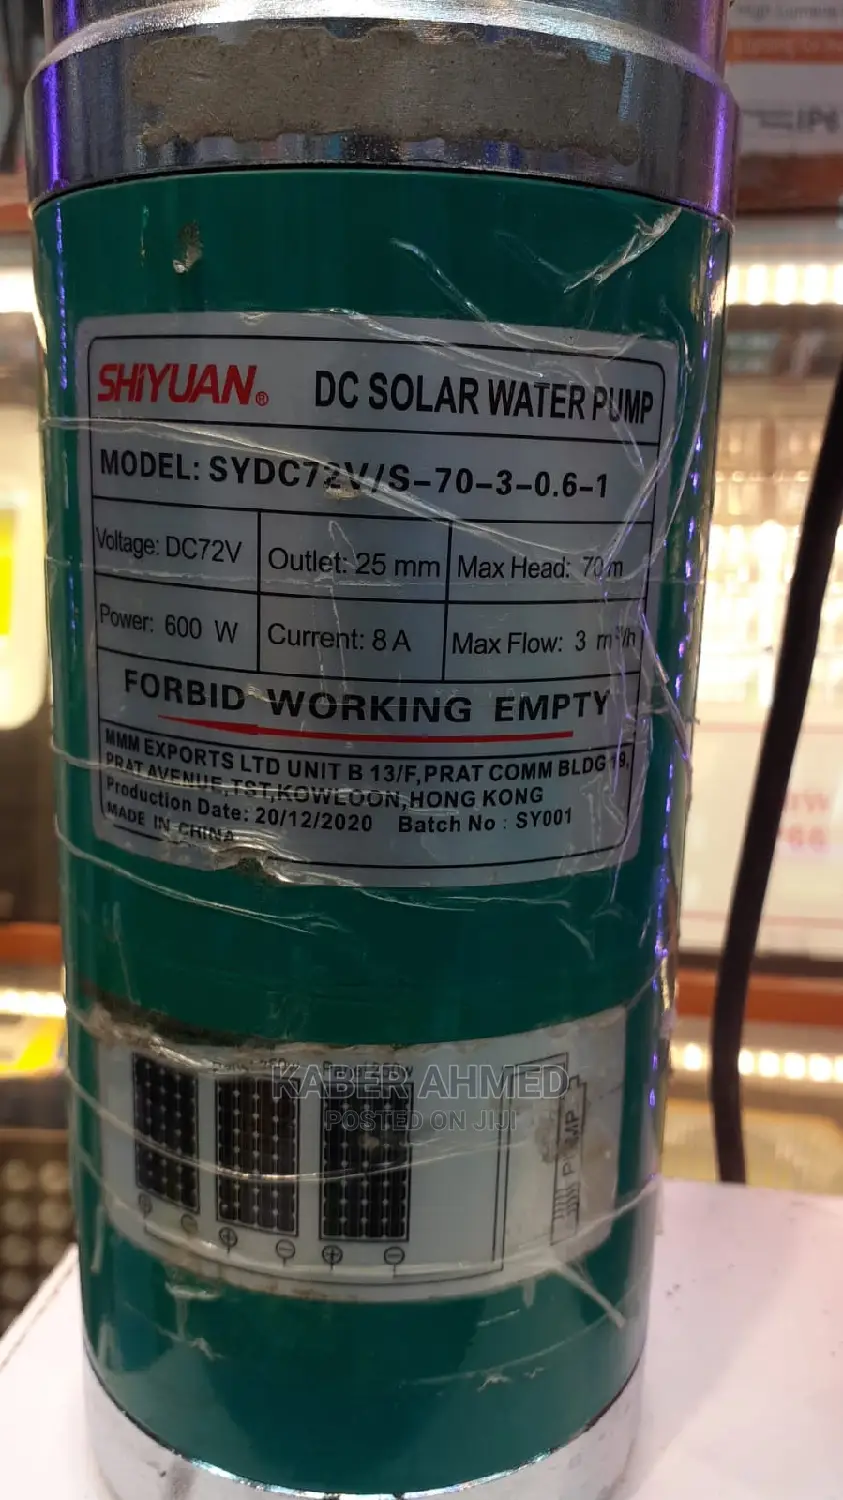 SHIYUAN® DC SOLAR WATER PUMP
MODEL: SYDC72V/S-70-3-0.6-1
Voltage: DC72V Outlet: 25 mm Max Head: 70 m
Power: 600 W Current: 8 A Max Flow: 3 m³/h
FORBID WORKING EMPTY
MMM EXPORTS LTD UNIT B 13/F, PRAT COMM BLDG 19,
PRAT AVENUE, TST, KOWLOON, HONG KONG
Production Date: 20/12/2020 Batch No : SY001
MADE IN CHINA
KABER AHMED
POSTED ON JIJI
PUMP